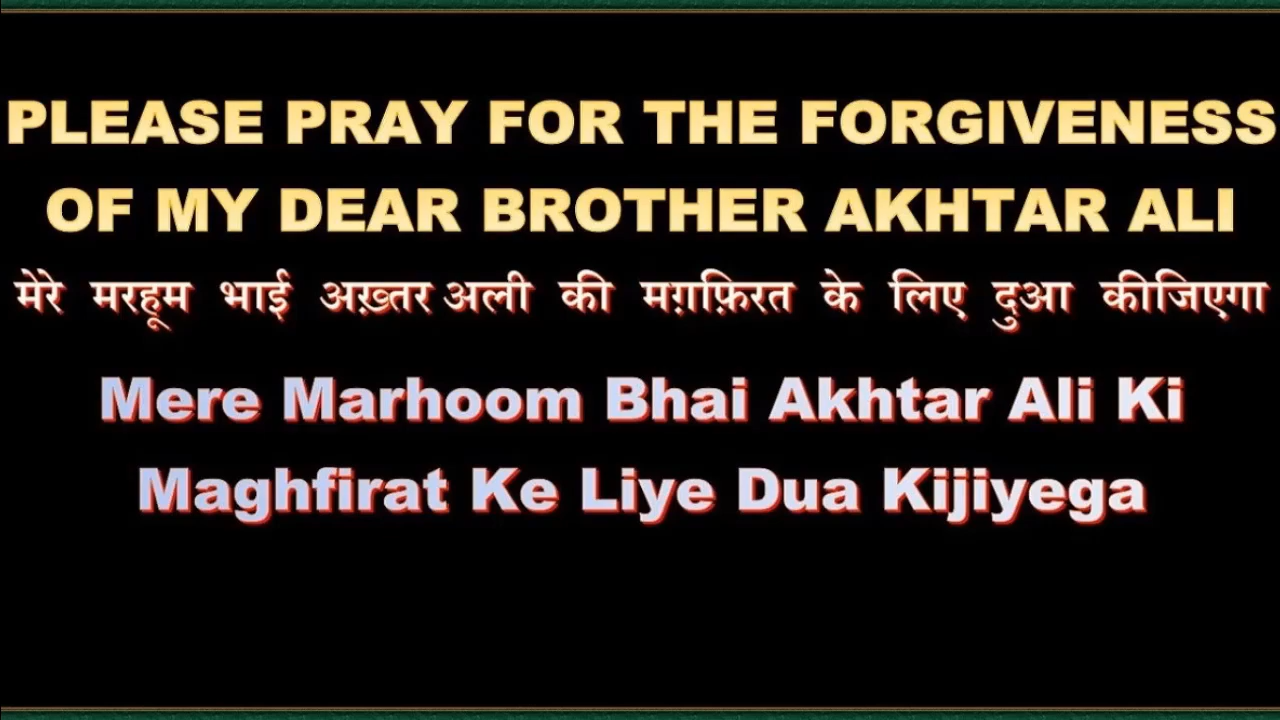 PLEASE PRAY FOR THE FORGIVENESS
OF MY DEAR BROTHER AKHTAR ALI
मेरे मरहूम भाई अख़्तर अली की मग़फ़िरत के लिए दुआ कीजिएगा
Mere Marhoom Bhai Akhtar Ali Ki
Maghfirat Ke Liye Dua Kijiyega